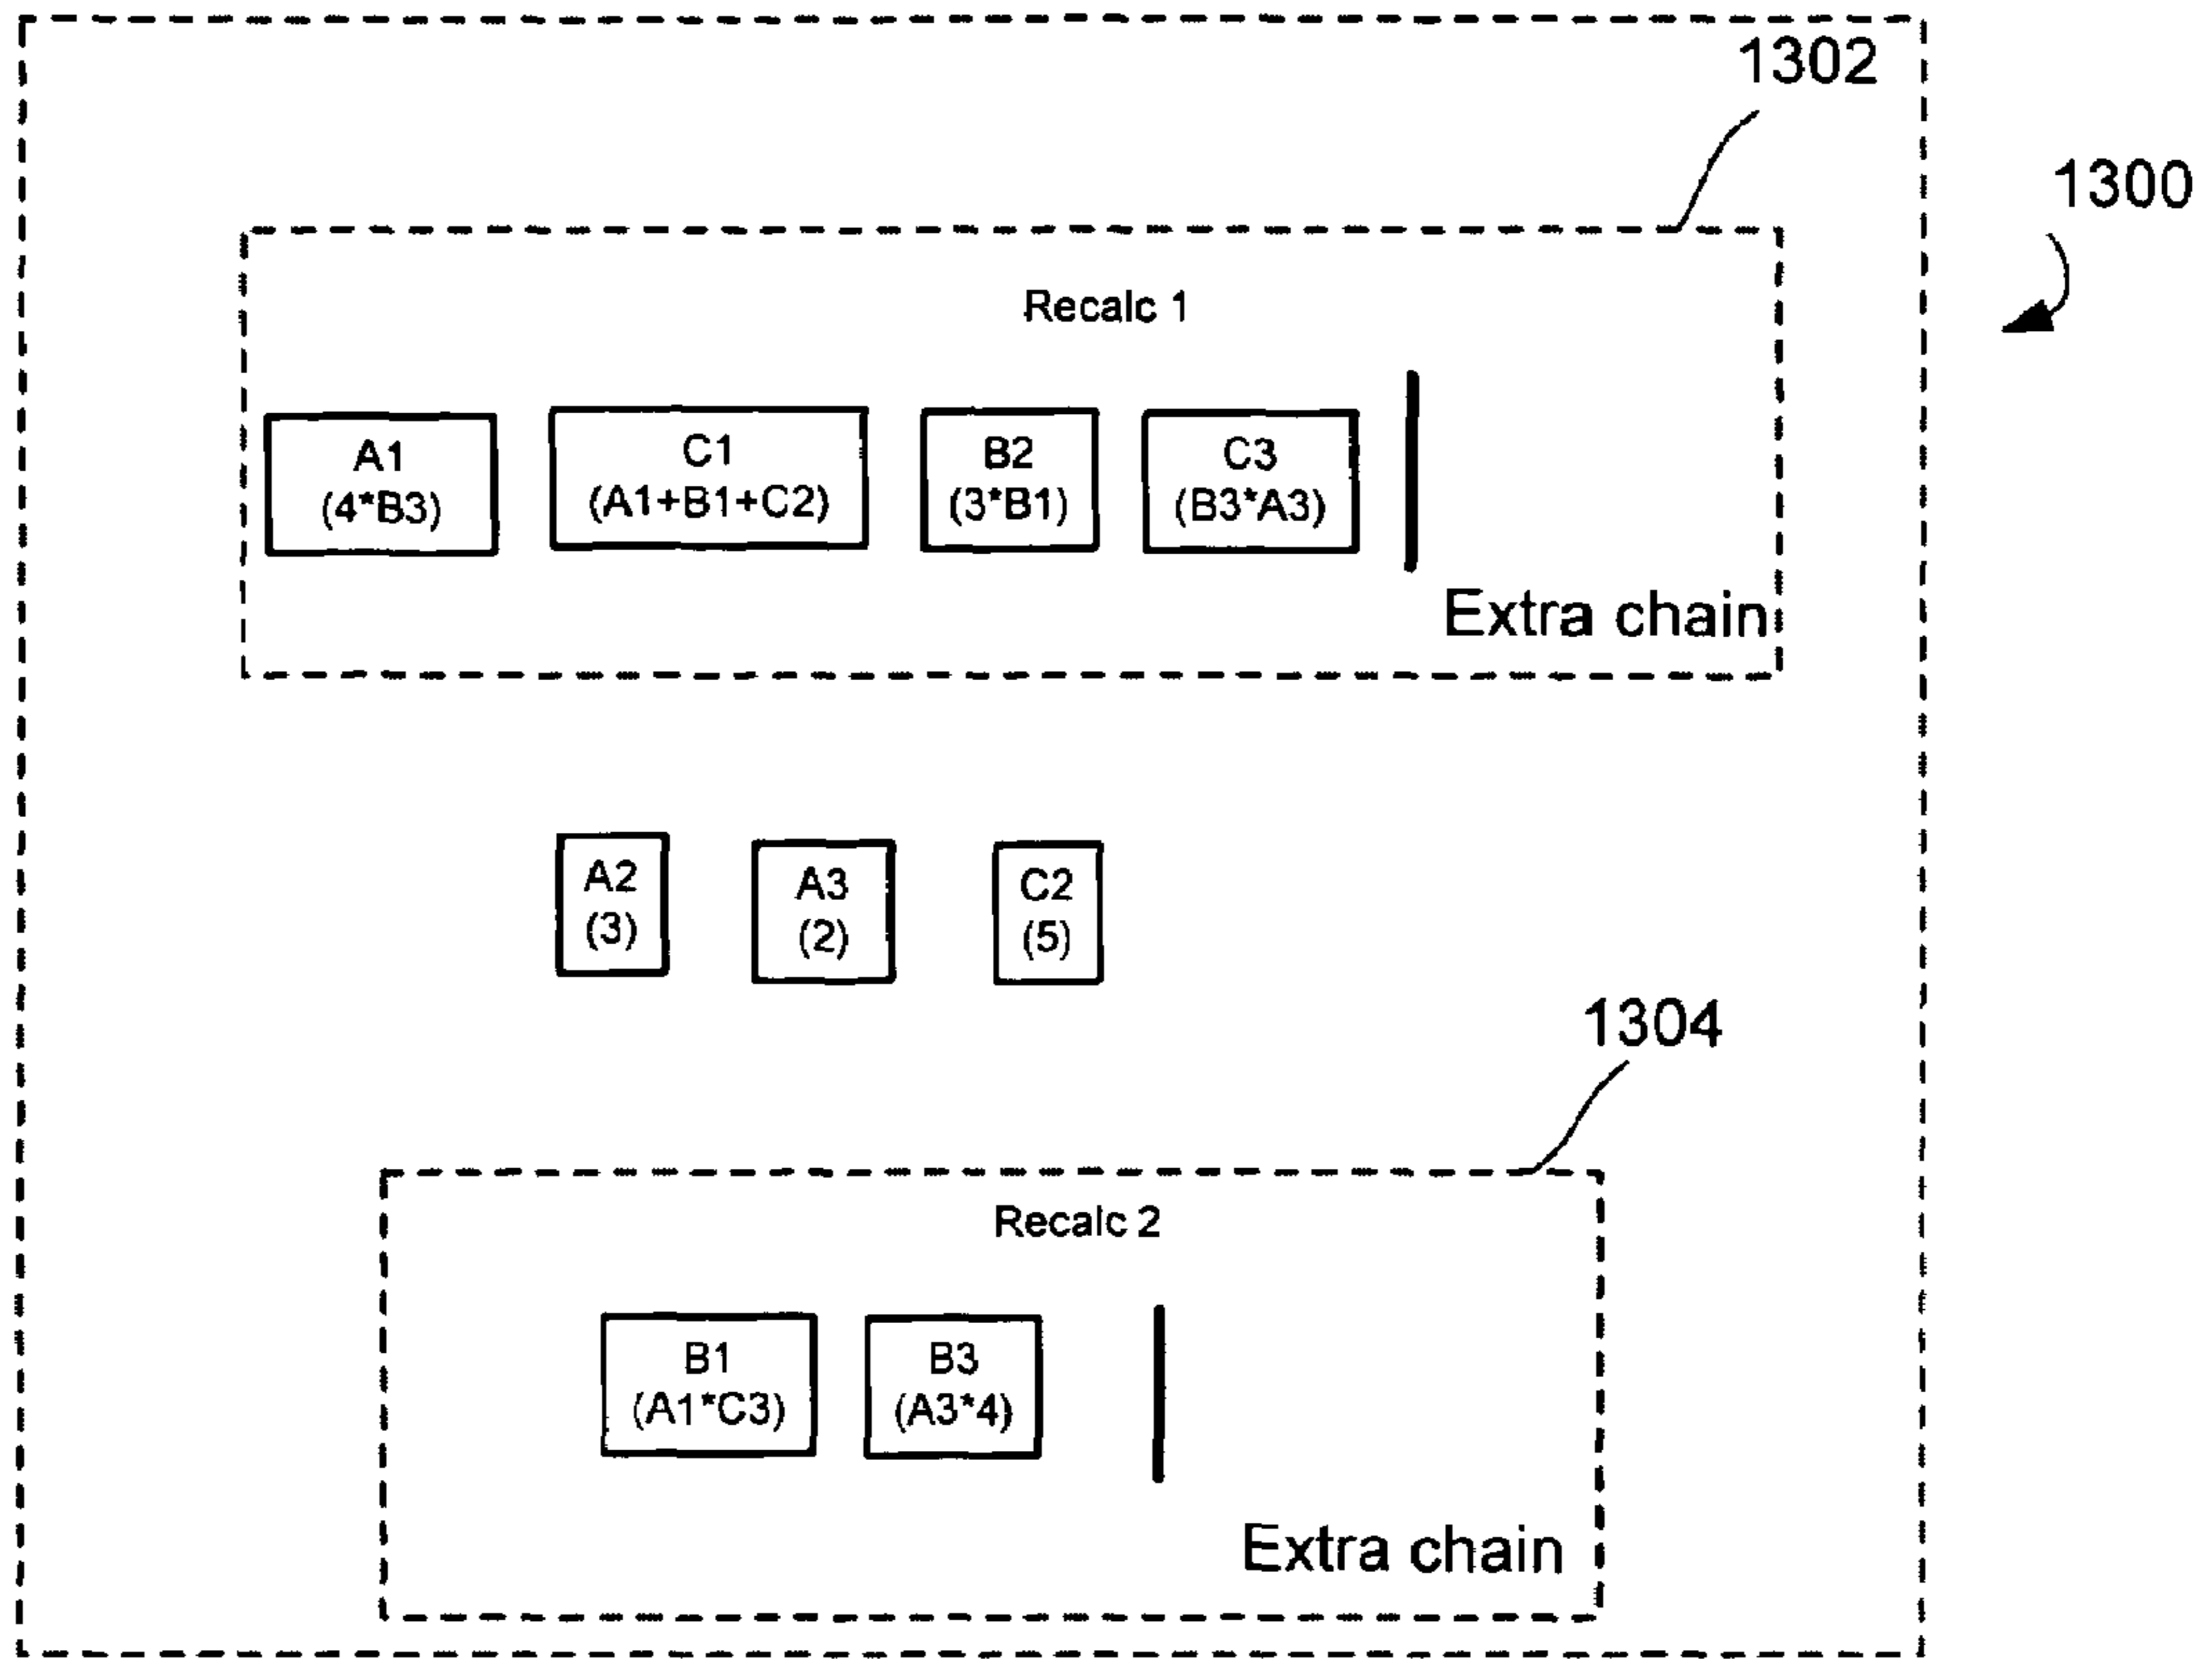 1302
1300
Recalc 1
A1
(4*B3)
C1
(A1+B1+C2)
B2
(3*B1)
C3
(B3*A3)
Extra chain
A2
(3)
A3
(2)
C2
(5)
1304
Recalc 2
B1
(A1*C3)
B3
(A3*4)
Extra chain